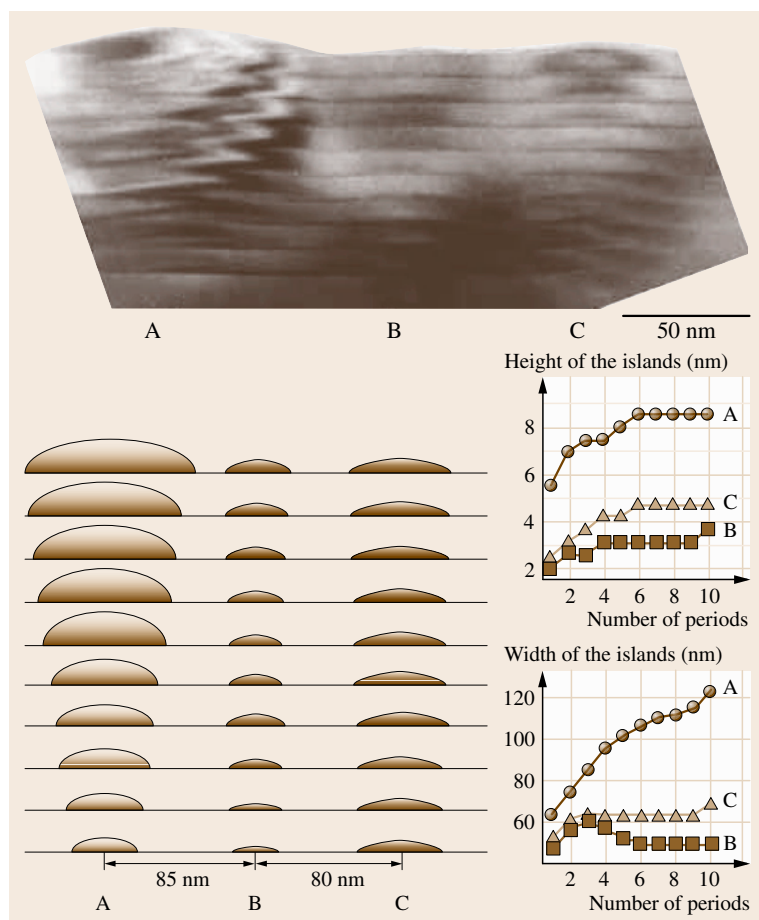 A B C 50 nm
Height of the islands (nm)
8
6
4
2
A
C
B
2 4 6 8 10
Number of periods
Width of the islands (nm)
120
100
80
60
A
C
B
2 4 6 8 10
Number of periods
85 nm 80 nm
A B C